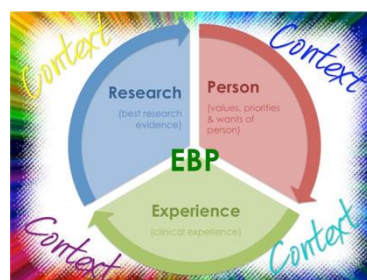 Context
Context
Research
(best research
evidence)
Person
(values, priorities
& wants of
person)
EBP
Experience
(clinical experience)
Context
Context